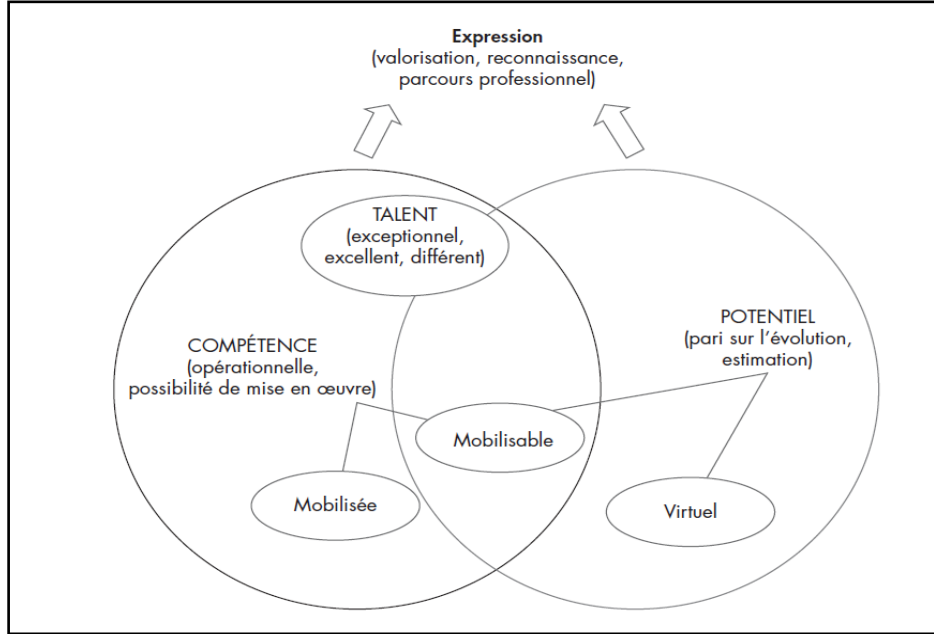 Expression
(valorisation, reconnaissance,
parcours professionnel)
TALENT
(exceptionnel,
excellent, différent)
COMPÉTENCE
(opérationnelle,
possibilité de mise en œuvre)
POTENTIEL
(pari sur l’évolution,
estimation)
Mobilisable
Mobilisée
Virtuel